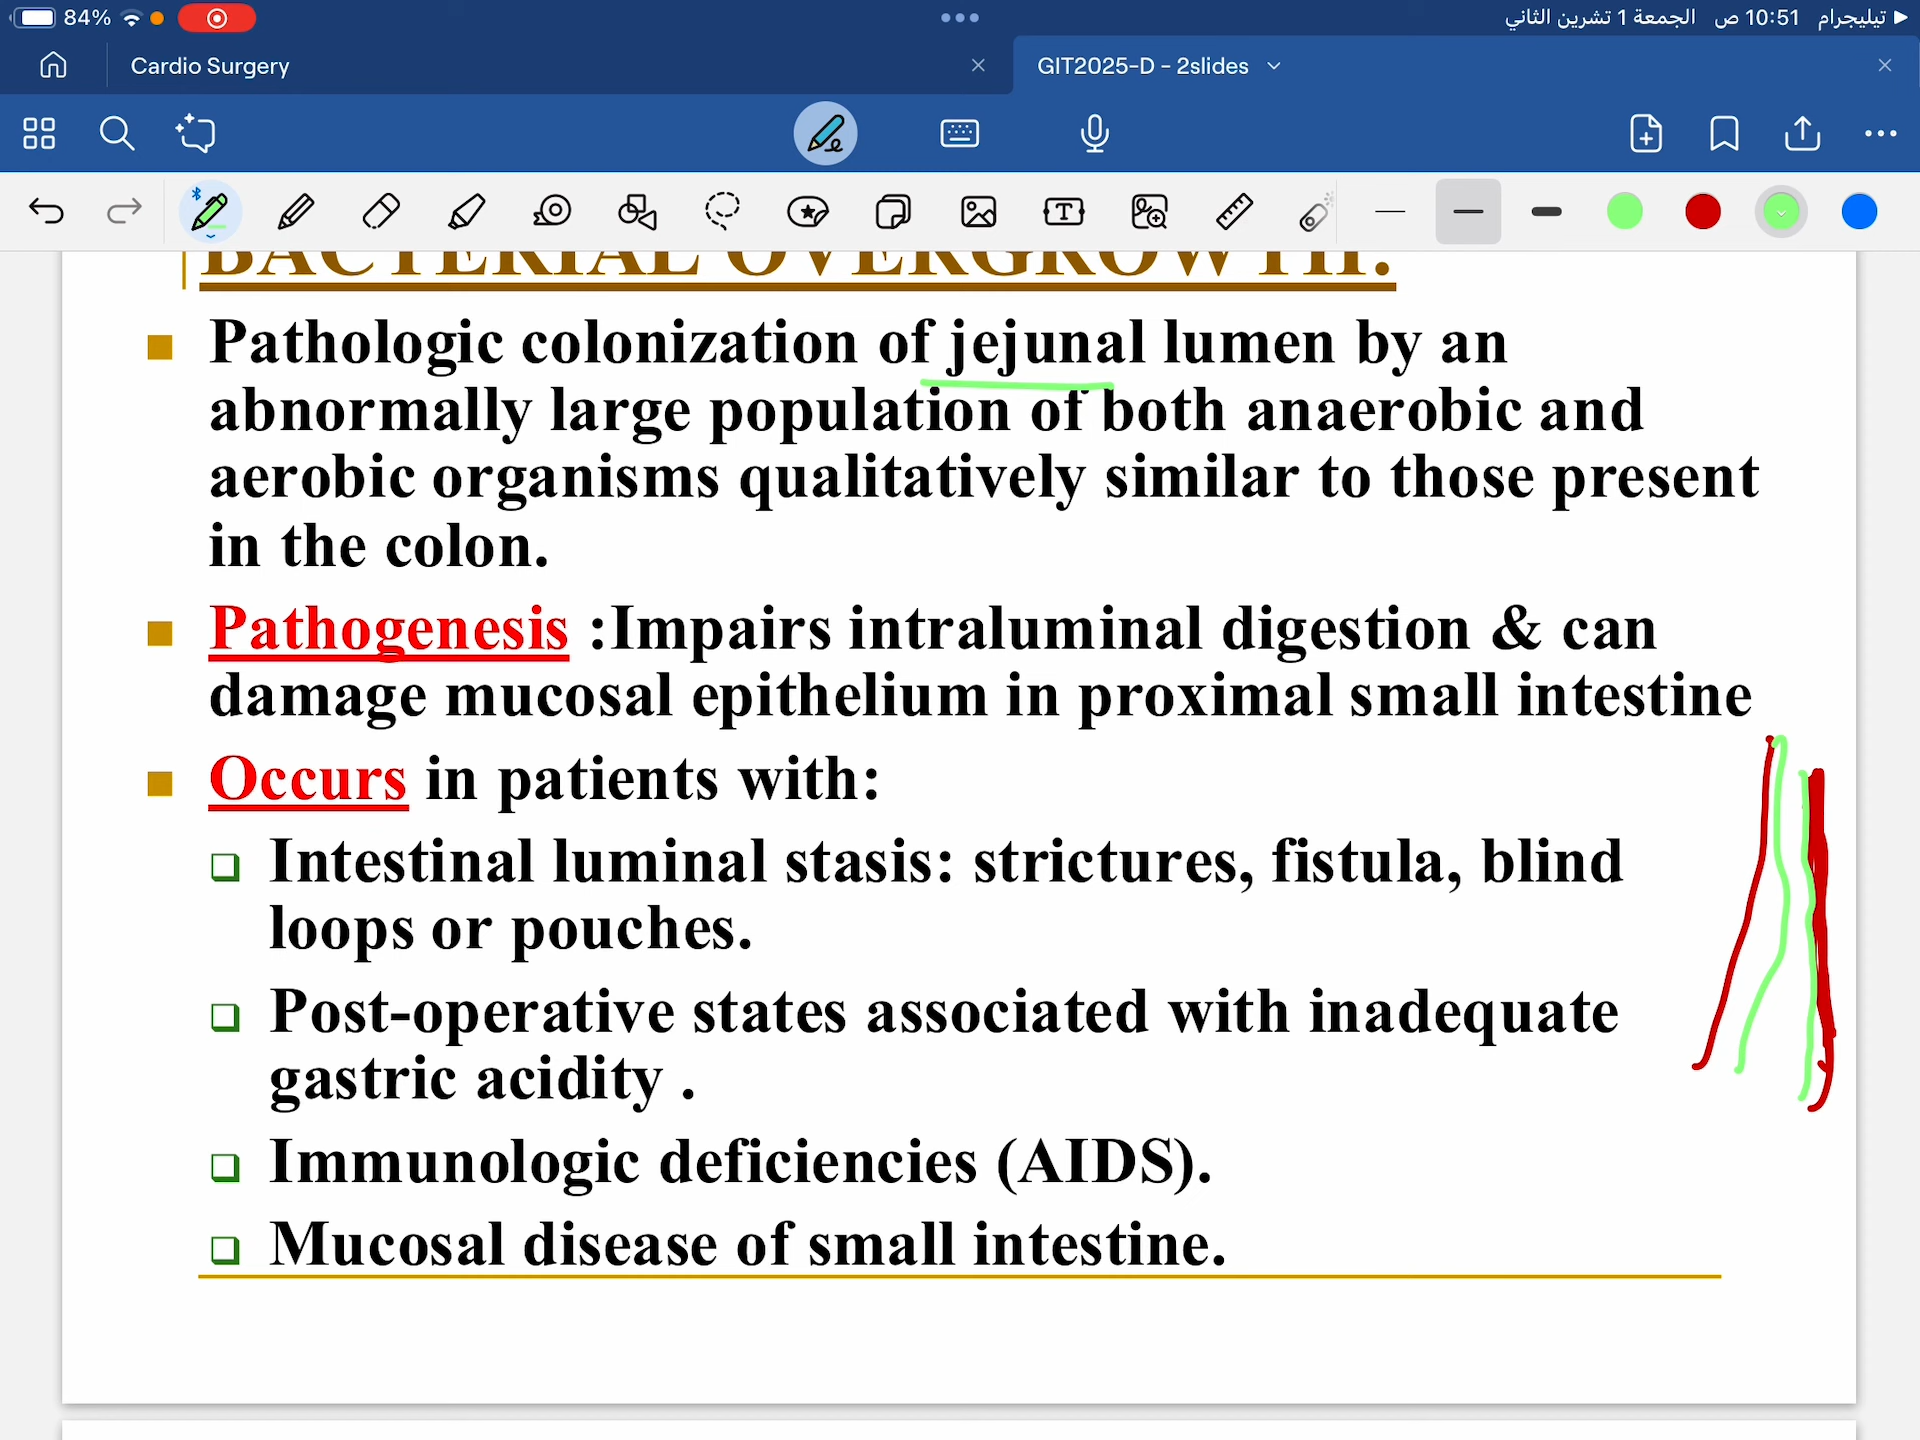 84%
الجمعة 1 تشرين الثاني 10:51 ص تيليجرام
Cardio Surgery
GIT2025-D - 2slides
BACTERIAL OVERGROWTH:
Pathologic colonization of jejunal lumen by an
abnormally large population of both anaerobic and
aerobic organisms qualitatively similar to those present
in the colon.
Pathogenesis :Impairs intraluminal digestion & can
damage mucosal epithelium in proximal small intestine
Occurs in patients with:
Intestinal luminal stasis: strictures, fistula, blind
loops or pouches.
Post-operative states associated with inadequate
gastric acidity .
Immunologic deficiencies (AIDS).
Mucosal disease of small intestine.